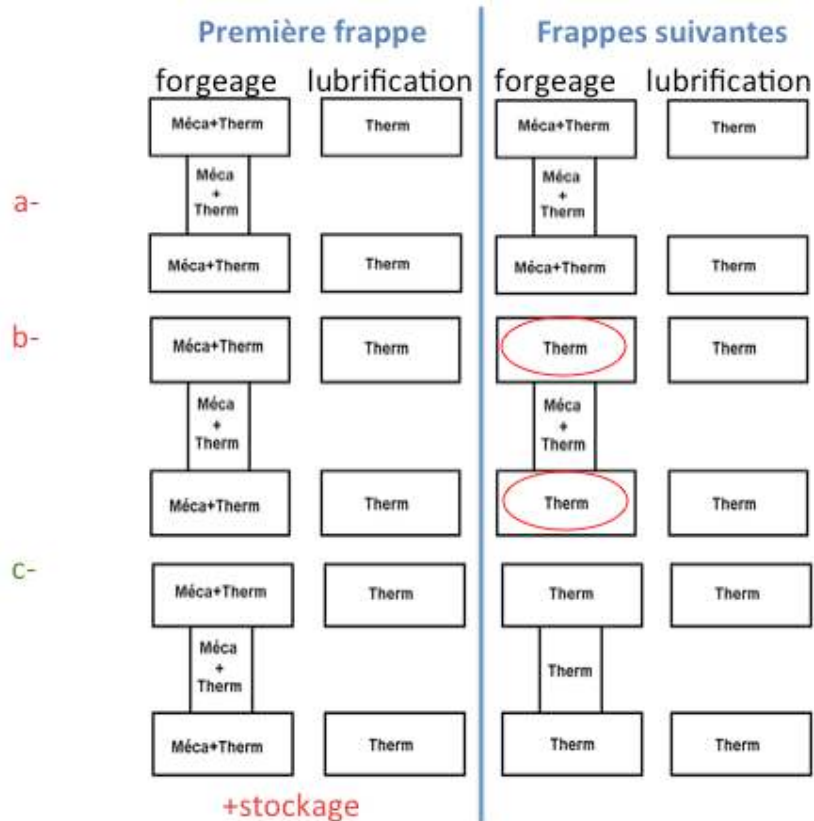 Première frappe Frappes suivantes
forgeage lubrification forgeage lubrification
Méca+Therm Therm Méca+Therm Therm
a- Méca
+
Therm Méca
+
Therm
Méca+Therm Therm Méca+Therm Therm
b- Méca+Therm Therm Therm Therm
Méca
+
Therm Méca
+
Therm
Méca+Therm Therm Therm Therm
c- Méca+Therm Therm Therm Therm
Méca
+
Therm Therm
Méca+Therm Therm Therm Therm
+stockage